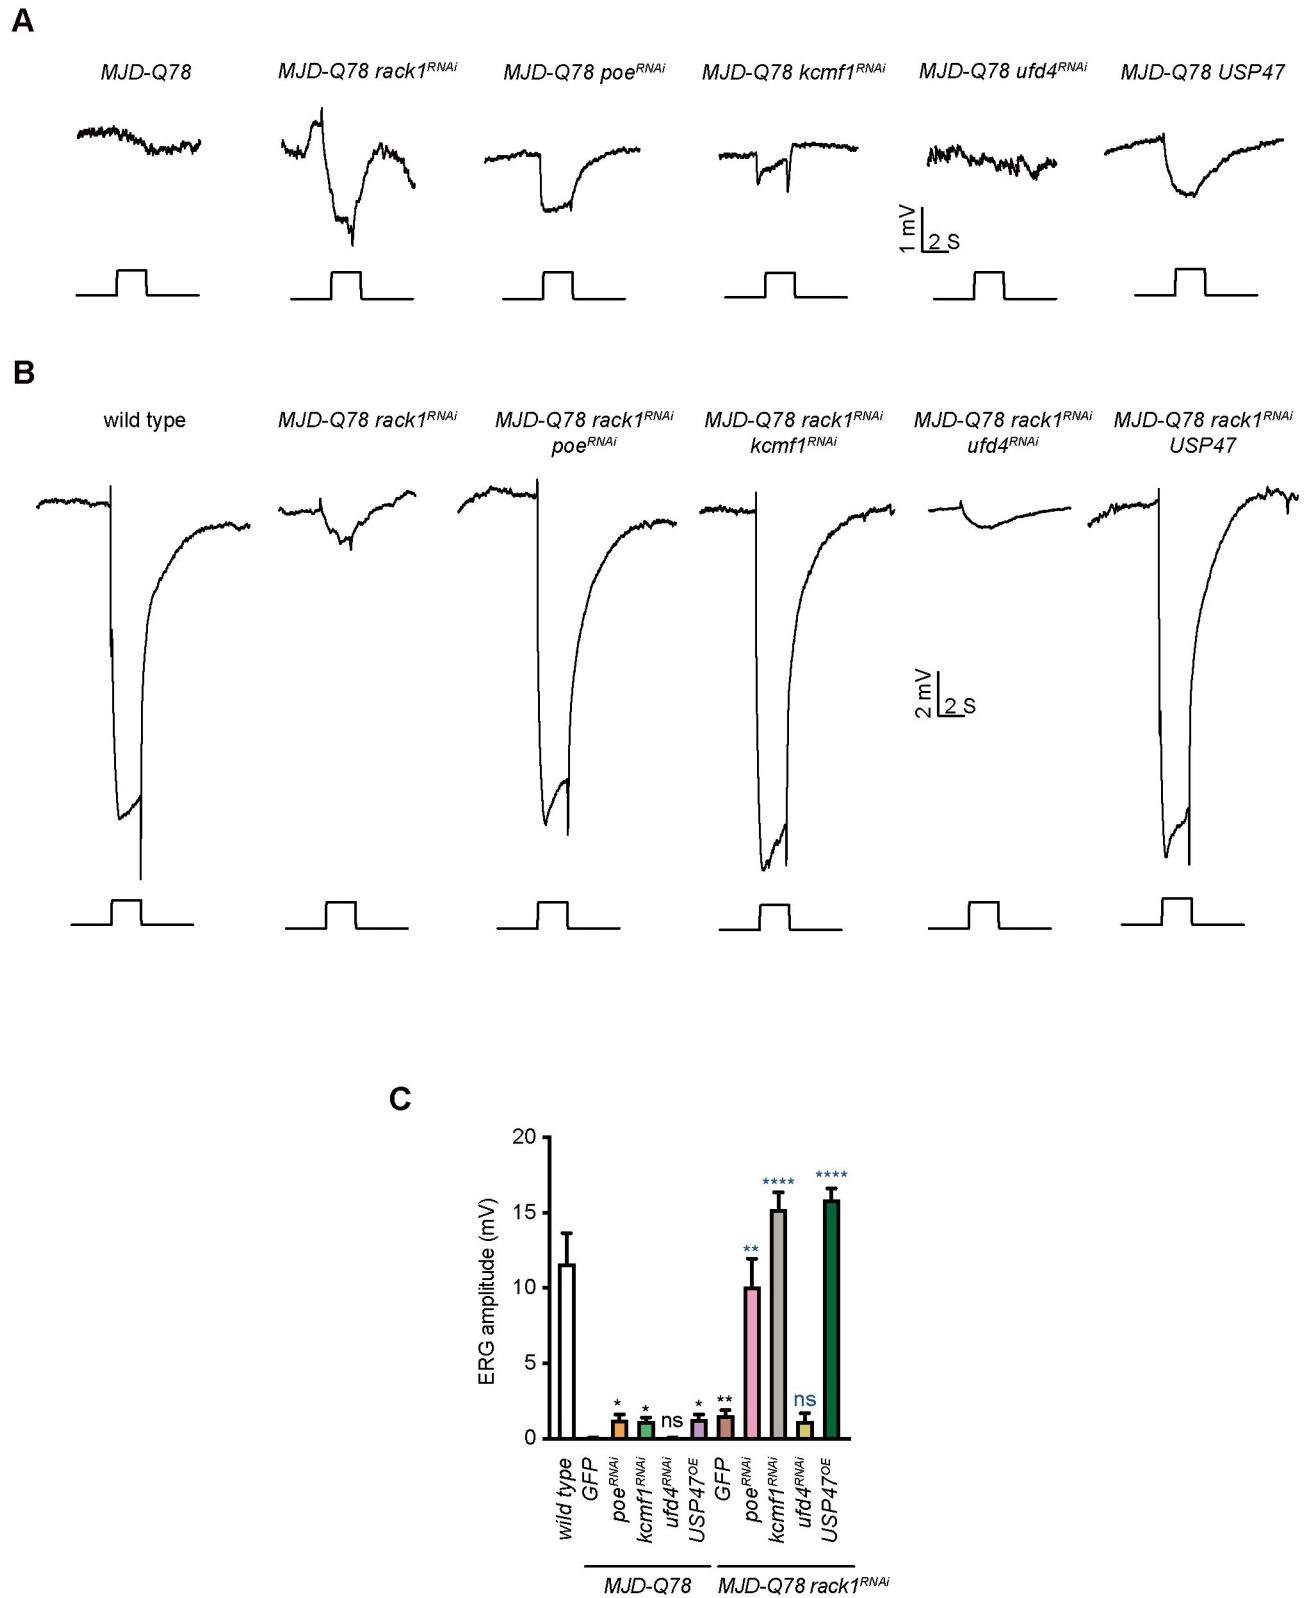 A
MJD-Q78 MJD-Q78 rack1RNAi MJD-Q78 poeRNAi MJD-Q78 kcmf1RNAi MJD-Q78 ufd4RNAi MJD-Q78 USP47
1 mV
2 S
B
wild type MJD-Q78 rack1RNAi MJD-Q78 rack1RNAi MJD-Q78 rack1RNAi MJD-Q78 rack1RNAi MJD-Q78 rack1RNAi
poeRNAi kcmf1RNAi ufd4RNAi USP47
2 mV
2 S
C
ERG amplitude (mV)
20
15
10
5
0
* * ns * ** ** **** ns ****
wild type
GFP
poeRNAi
kcmf1RNAi
ufd4RNAi
USP47OE
GFP
poeRNAi
kcmf1RNAi
ufd4RNAi
USP47OE
MJD-Q78 MJD-Q78 rack1RNAi